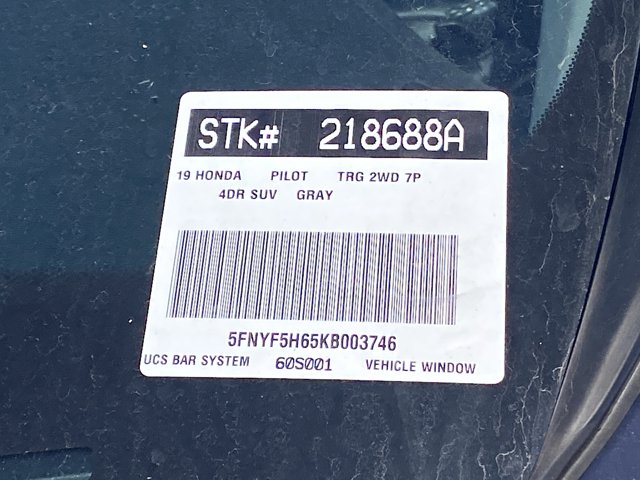 STK# 218688A
19 HONDA PILOT TRG 2WD 7P
4DR SUV GRAY
5FNYF5H65KB003746
UCS BAR SYSTEM 60S001 VEHICLE WINDOW